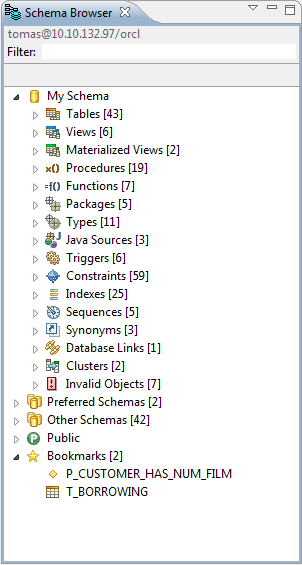 Schema Browser
tomas@10.10.132.97/orcl
Filter:
My Schema
Tables [43]
Views [6]
Materialized Views [2]
x() Procedures [19]
=f() Functions [7]
Packages [5]
Types [11]
Java Sources [3]
Triggers [6]
Constraints [59]
Indexes [25]
Sequences [5]
Synonyms [3]
Database Links [1]
Clusters [2]
Invalid Objects [7]
Preferred Schemas [2]
Other Schemas [42]
P Public
Bookmarks [2]
P_CUSTOMER_HAS_NUM_FILM
T_BORROWING